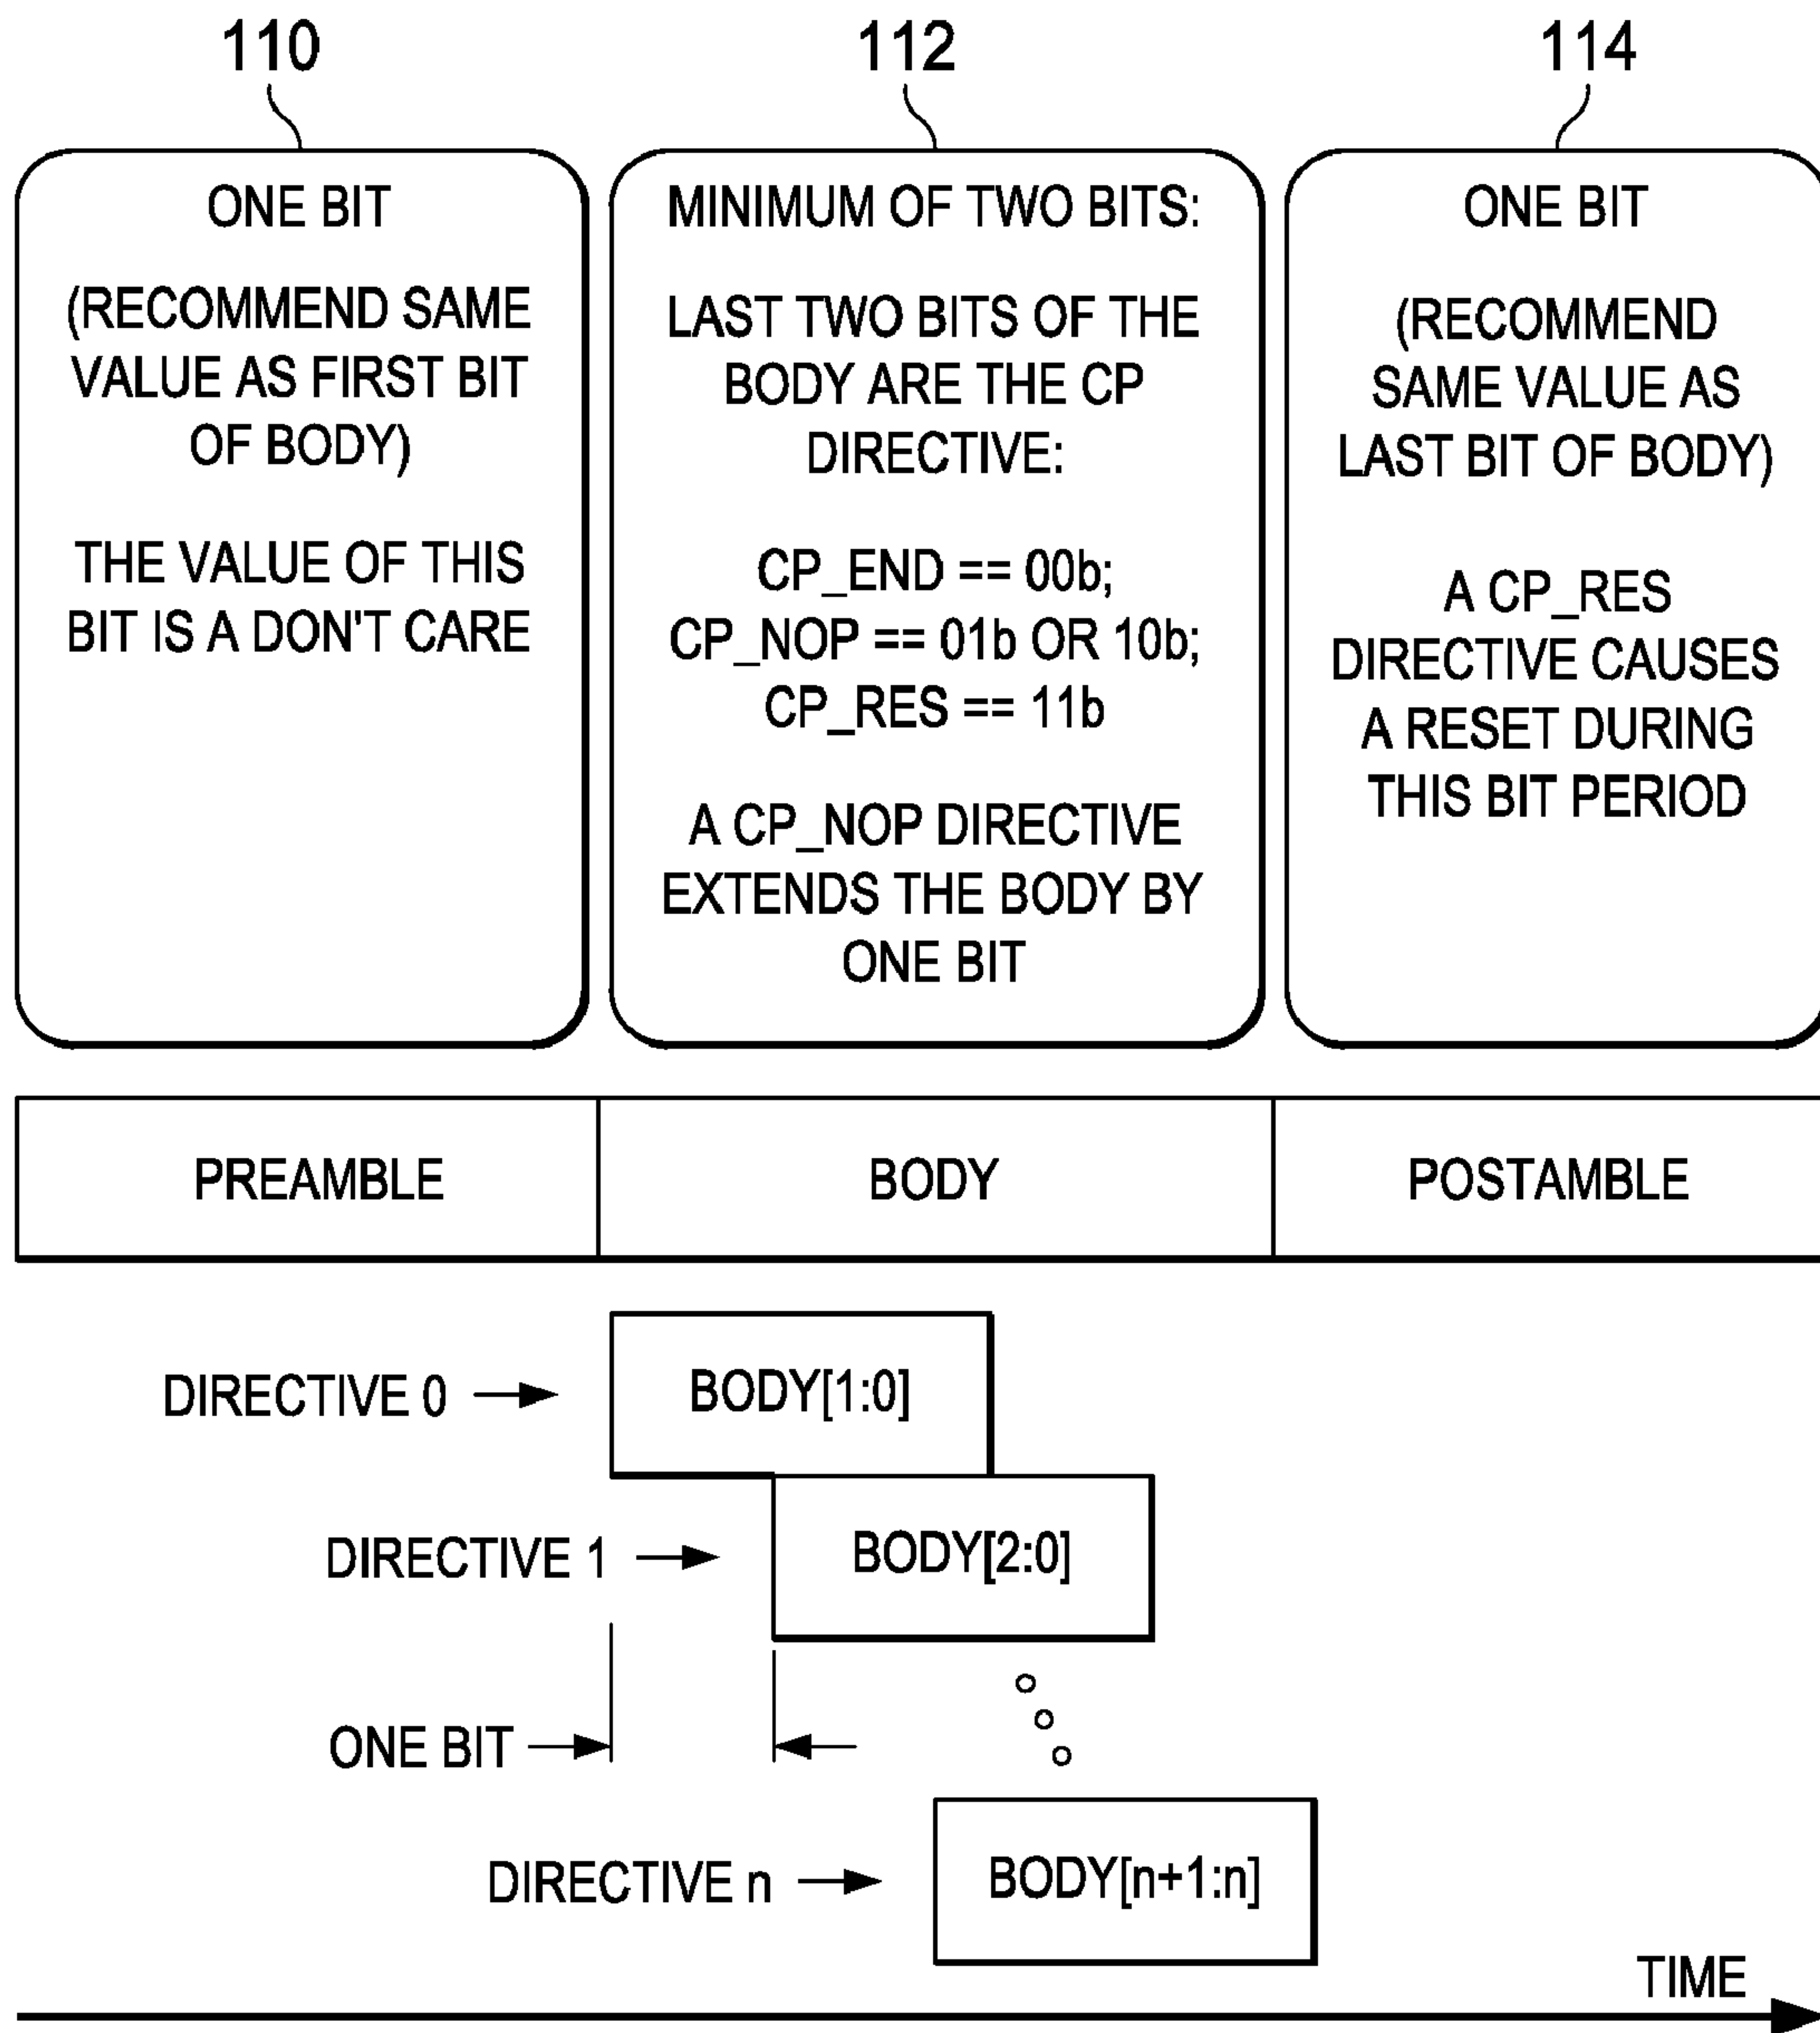 110
112
114
ONE BIT
(RECOMMEND SAME
VALUE AS FIRST BIT
OF BODY)
THE VALUE OF THIS
BIT IS A DON'T CARE
MINIMUM OF TWO BITS:
LAST TWO BITS OF THE
BODY ARE THE CP
DIRECTIVE:
CP_END == 00b;
CP_NOP == 01b OR 10b;
CP_RES == 11b
A CP_NOP DIRECTIVE
EXTENDS THE BODY BY
ONE BIT
ONE BIT
(RECOMMEND
SAME VALUE AS
LAST BIT OF BODY)
A CP_RES
DIRECTIVE CAUSES
A RESET DURING
THIS BIT PERIOD
PREAMBLE
BODY
POSTAMBLE
DIRECTIVE 0
BODY[1:0]
DIRECTIVE 1
BODY[2:0]
ONE BIT
DIRECTIVE n
BODY[n+1:n]
TIME